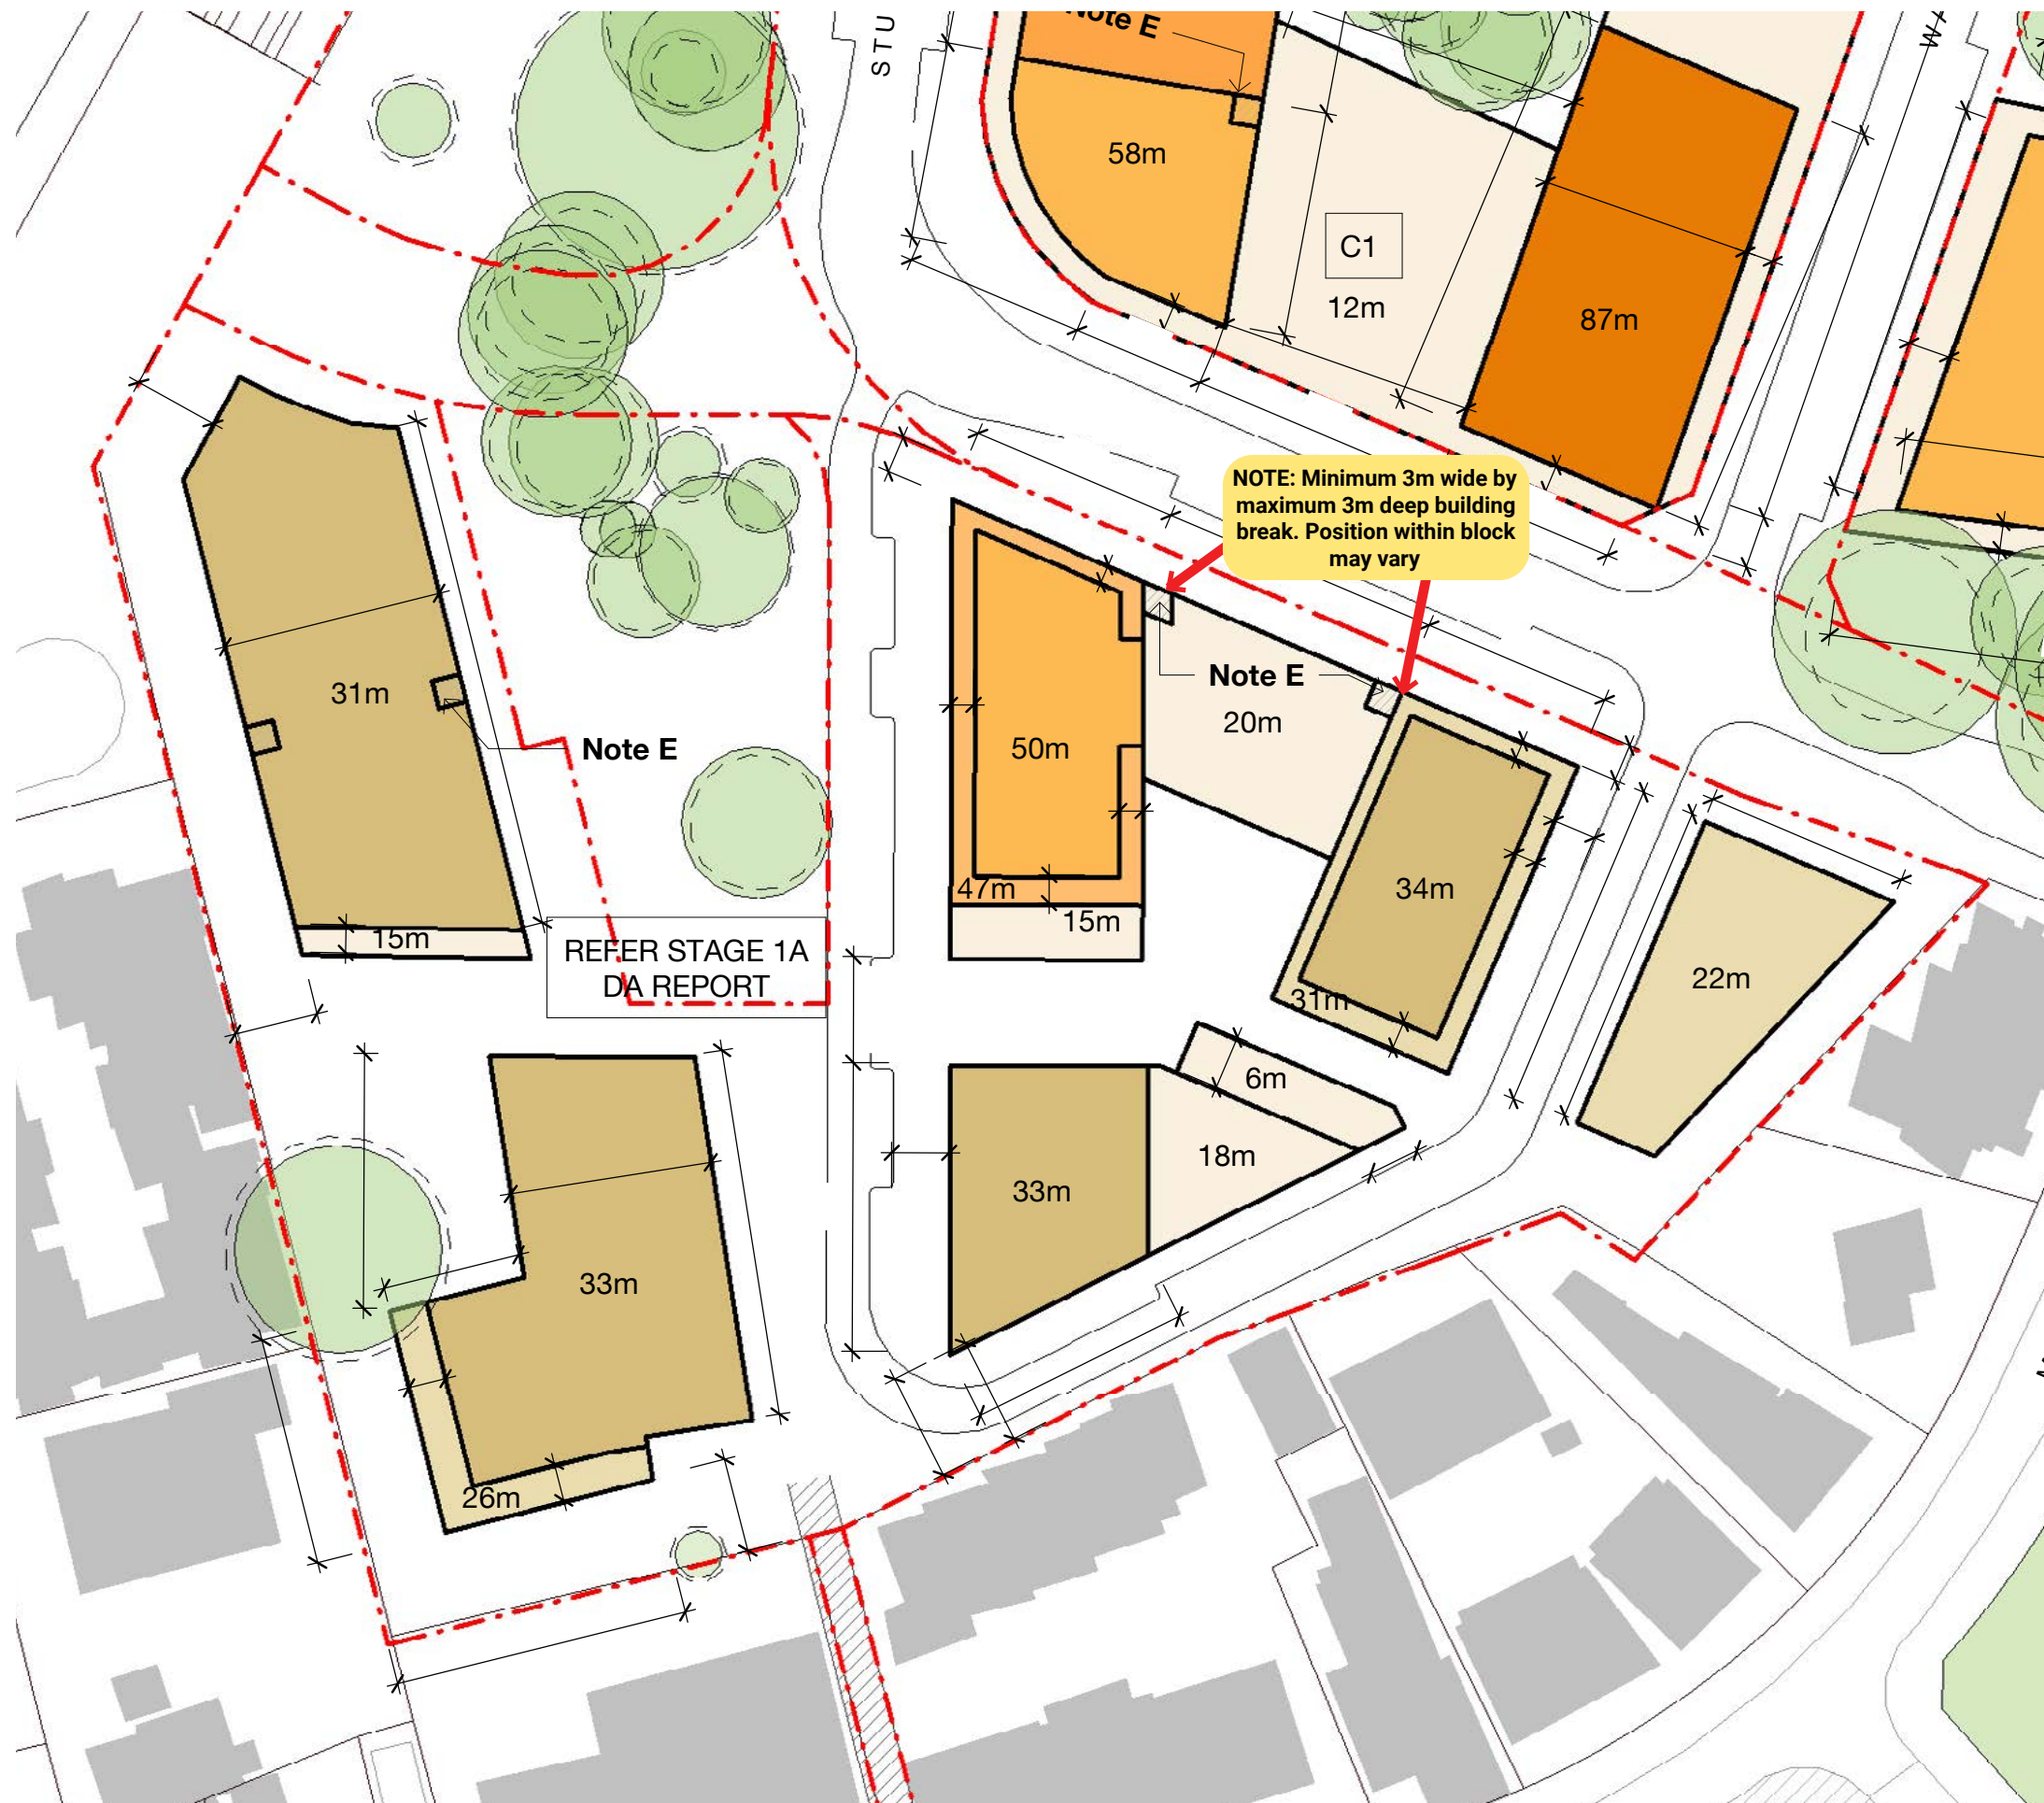 STU
Note E
W
58m
C1
12m
87m
NOTE: Minimum 3m wide by
maximum 3m deep building
break. Position within block
may vary
31m
Note E
Note E
20m
50m
47m
15m
34m
31m
22m
15m
REFER STAGE 1A
DA REPORT
6m
18m
33m
33m
26m